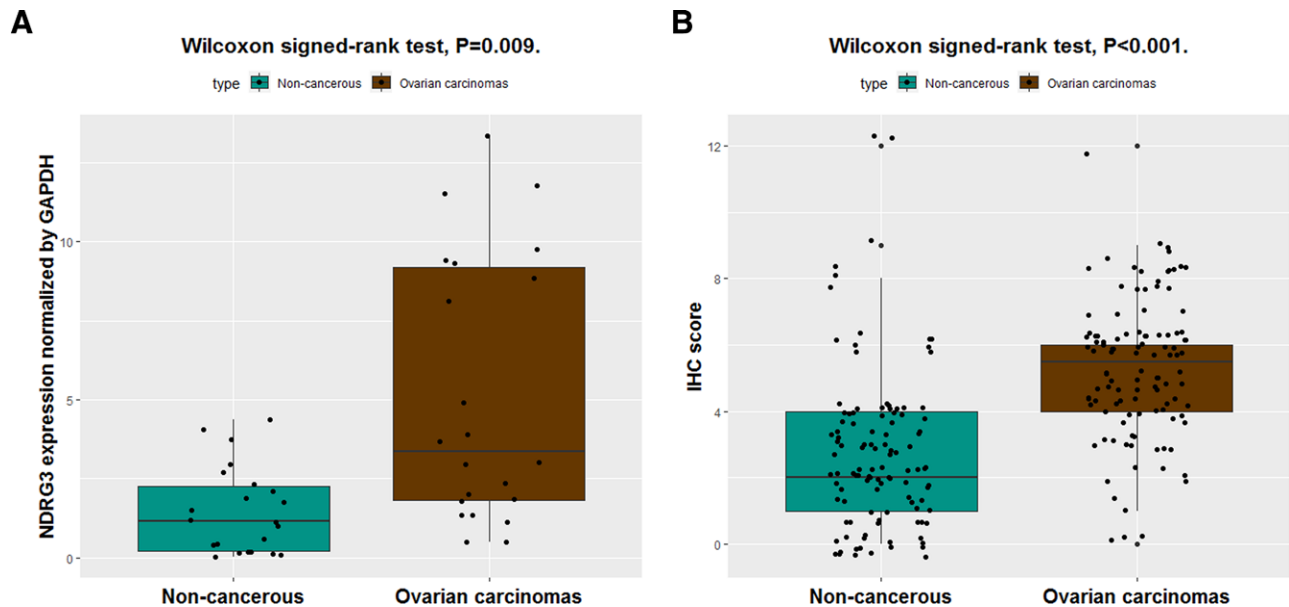 A
Wilcoxon signed-rank test, P=0.009.
type Non-cancerous Ovarian carcinomas
NDRG3 expression normalized by GAPDH
10
5
0
Non-cancerous Ovarian carcinomas
B
Wilcoxon signed-rank test, P<0.001.
type Non-cancerous Ovarian carcinomas
IHC score
12
8
4
0
Non-cancerous Ovarian carcinomas